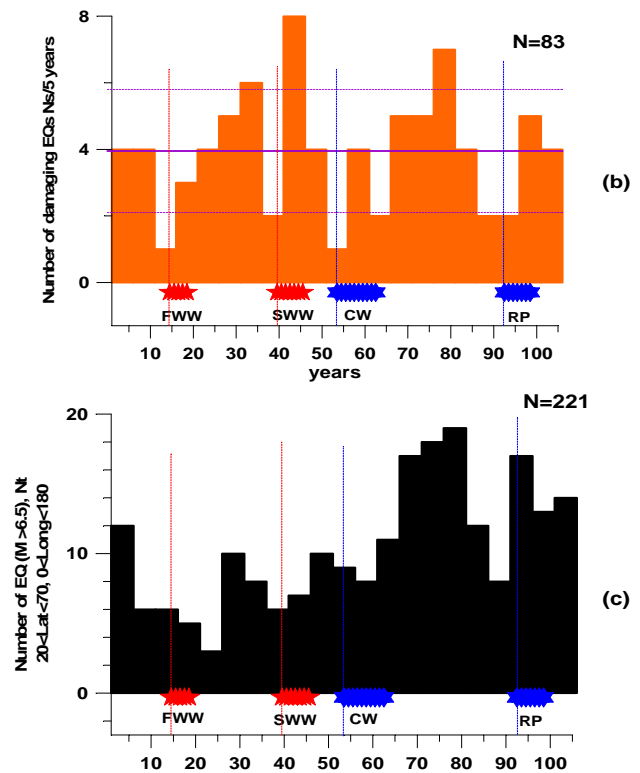 8
N=83
4
0
Number of damaging EQs Ns/5 years
(b)
FWW SWW CW RP
10 20 30 40 50 60 70 80 90 100
years
20
N=221
10
0
Number of EQ (M >6.5), Nt
20<Lat<70, 0<Long<180
(c)
FWW SWW CW RP
10 20 30 40 50 60 70 80 90 100